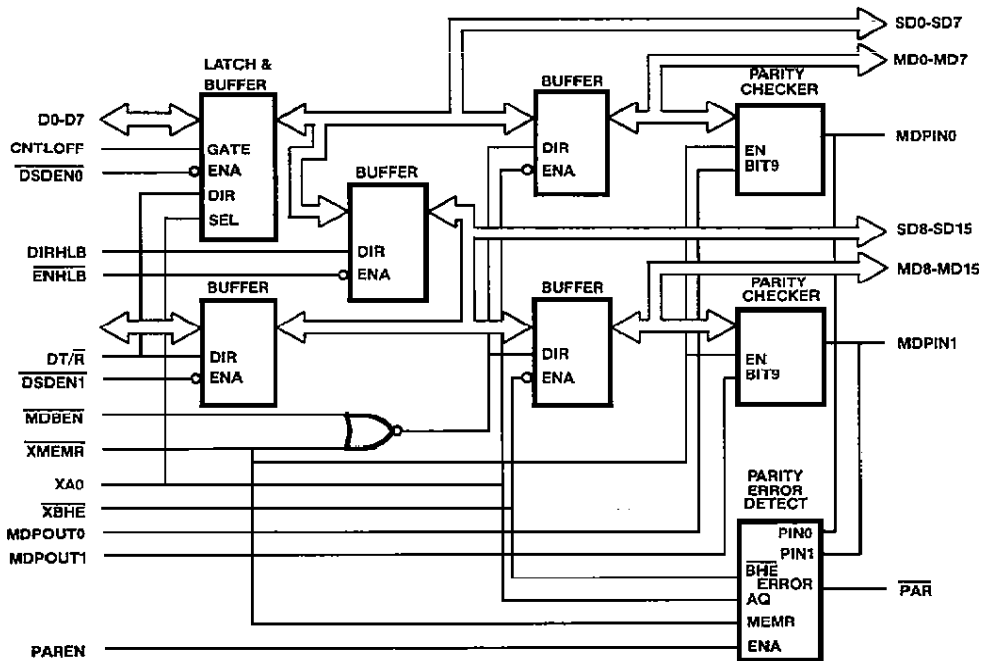 SD0-SD7
MD0-MD7
LATCH &
BUFFER
BUFFER
PARITY
CHECKER
D0-D7
CNTLOFF
GATE
DSDEN0
ENA
DIR
SEL
DIR
ENA
EN
BIT9
MDPIN0
BUFFER
SD8-SD15
DIRHLB
DIR
ENHLB
ENA
MD8-MD15
BUFFER
BUFFER
PARITY
CHECKER
DT/R
DIR
DSDEN1
ENA
DIR
ENA
EN
BIT9
MDPIN1
MDBEN
XMEMR
XA0
XBHE
MDPOUT0
MDPOUT1
PARITY
ERROR
DETECT
PIN0
PIN1
BHE
ERROR
PAR
AQ
MEMR
PAREN
ENA